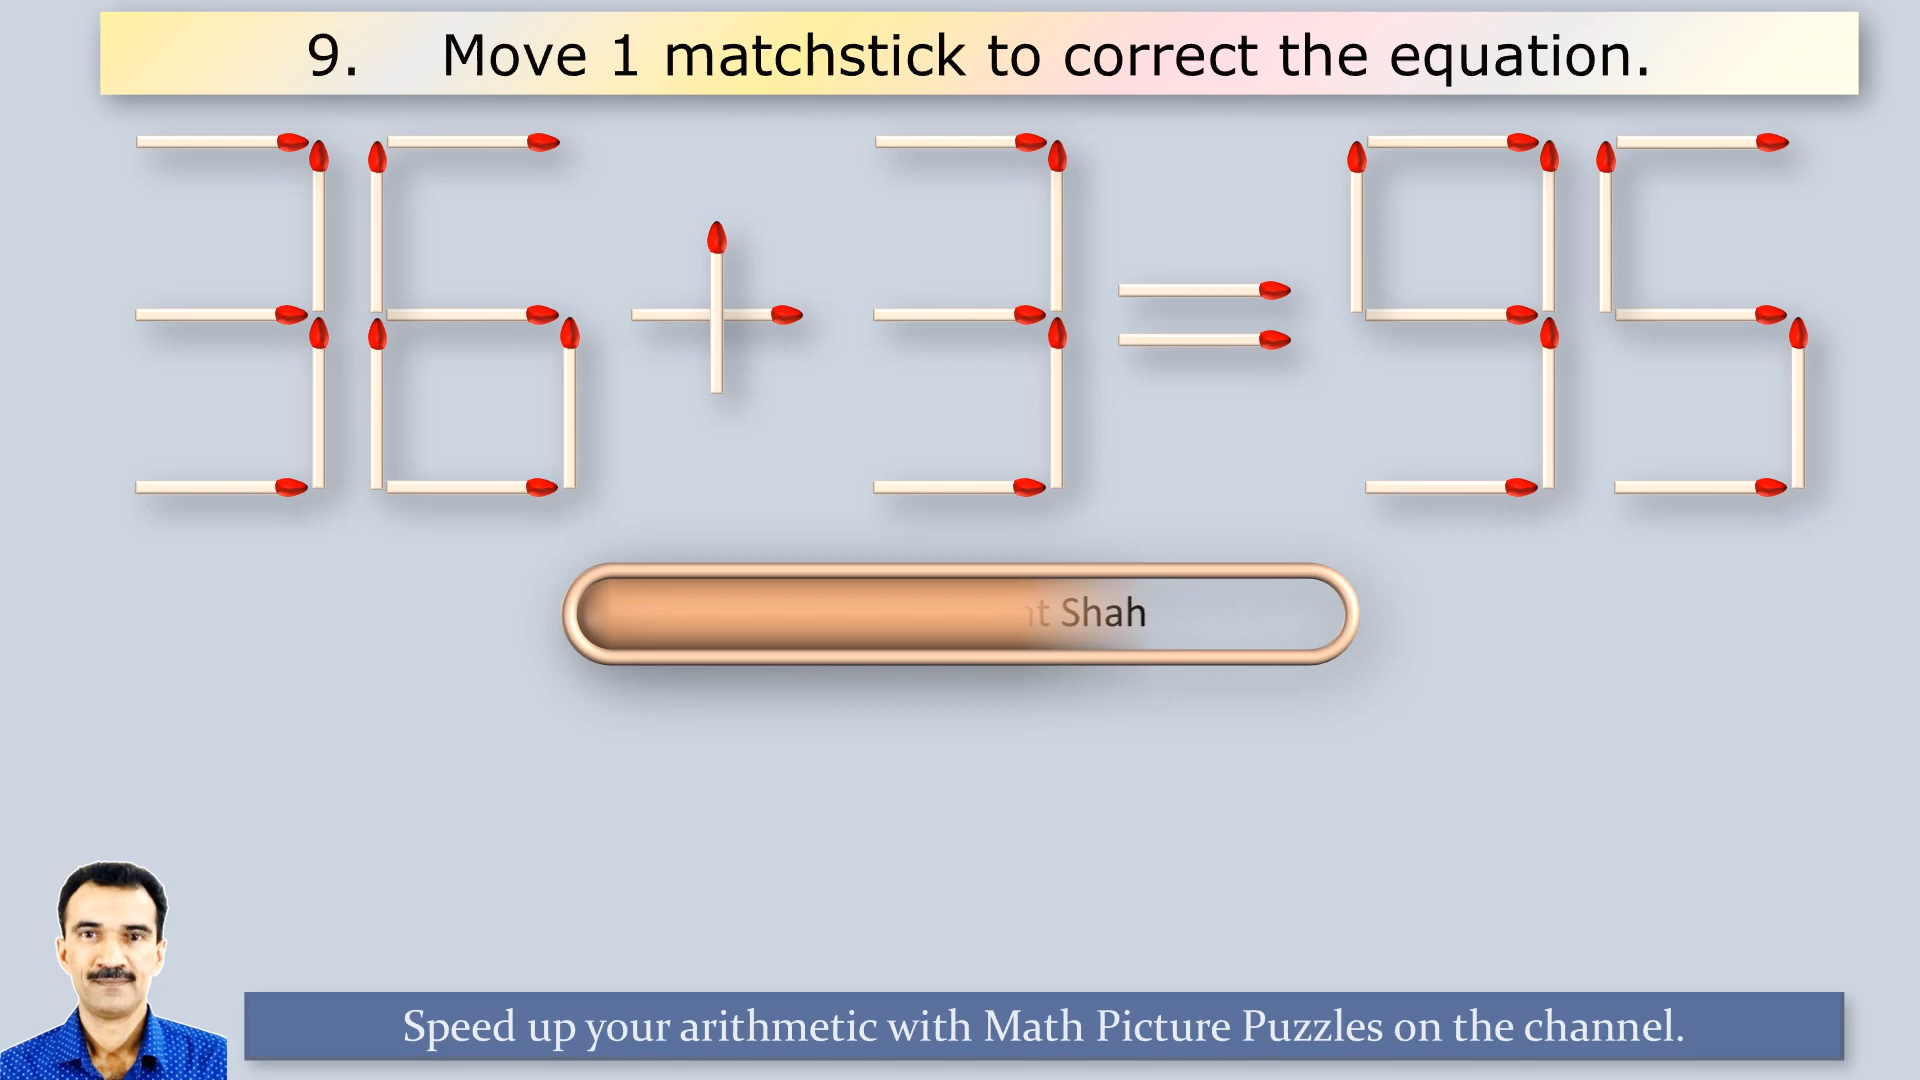 9. Move 1 matchstick to correct the equation.
36 + 3 = 95
Shah
Speed up your arithmetic with Math Picture Puzzles on the channel.